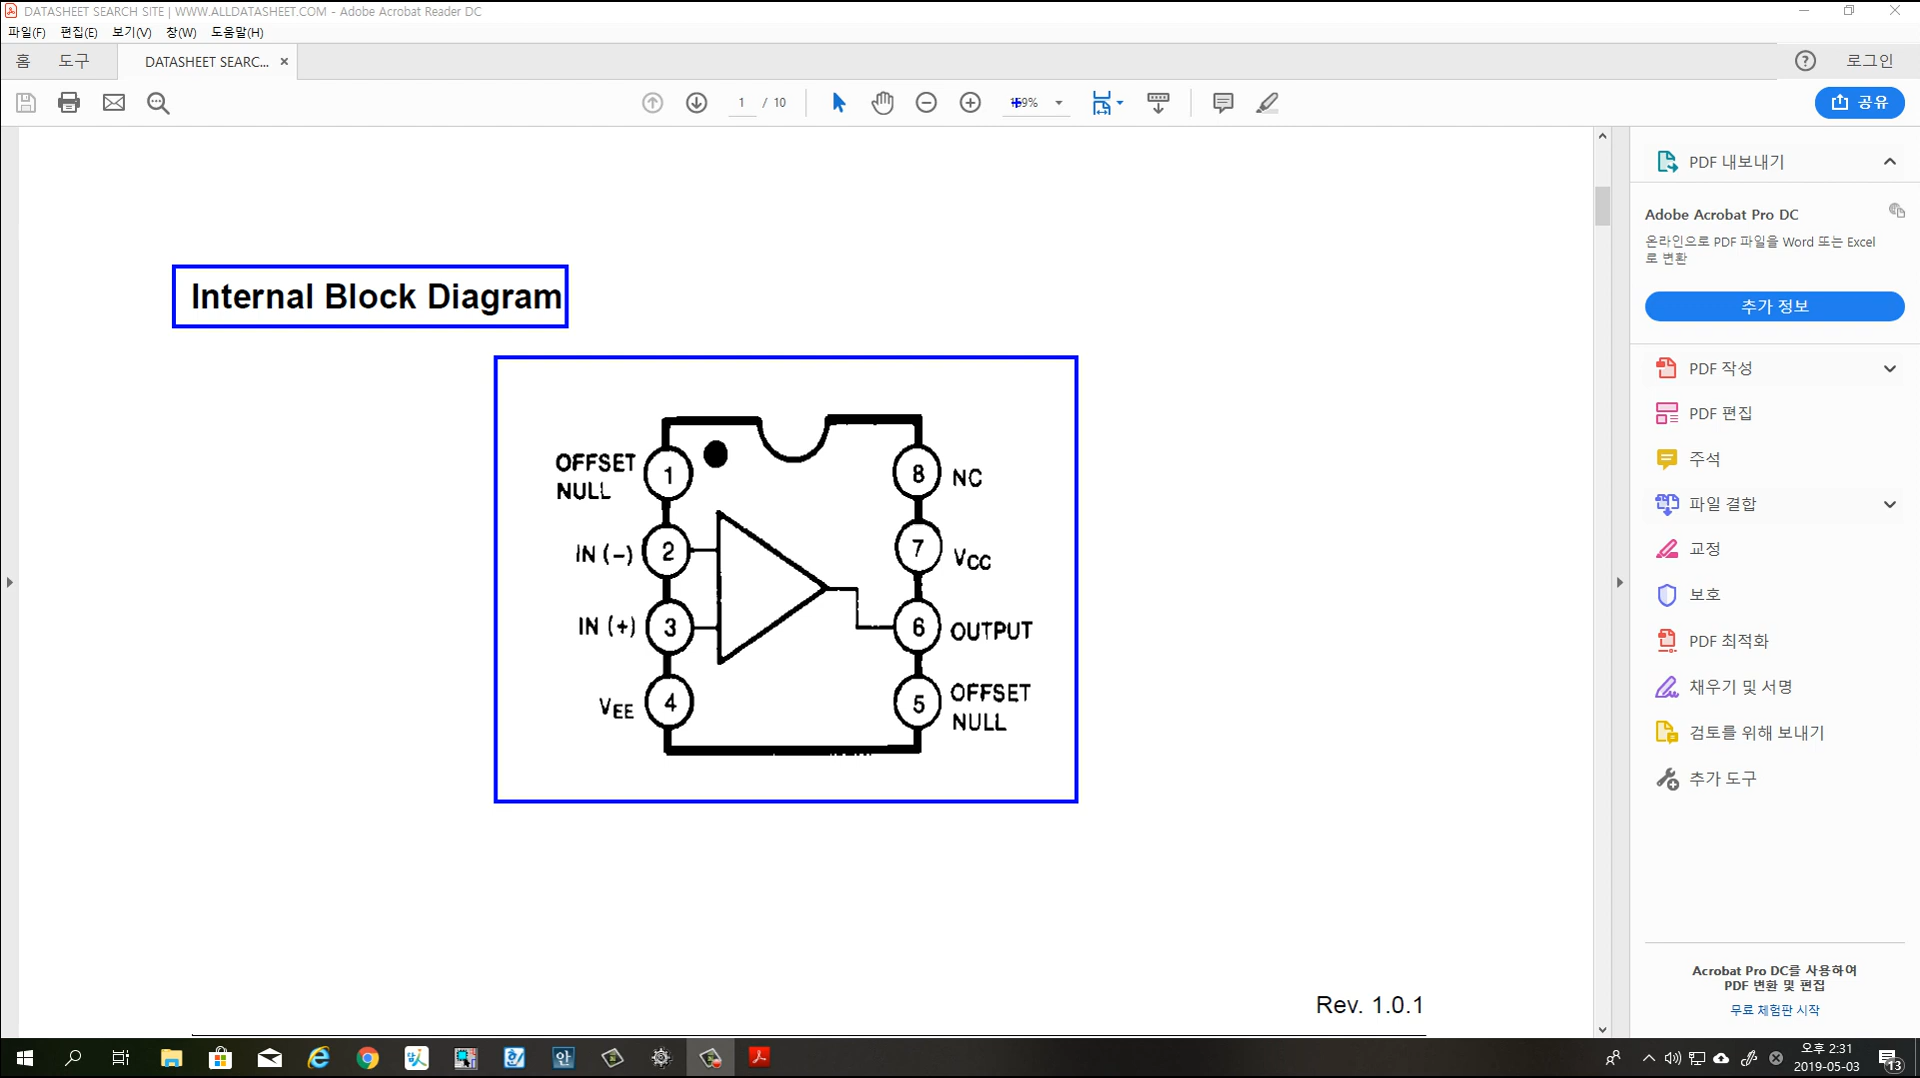 DATASHEET SEARCH SITE | WWW.ALLDATASHEET.COM - Adobe Acrobat Reader DC
파일(F) 편집(E) 보기(V) 창(W) 도움말(H)
홈 도구 DATASHEET SEARC... ×
로그인
1 / 10
공유
Internal Block Diagram
OFFSET NULL 1
8 NC
IN (-) 2
7 VCC
IN (+) 3
6 OUTPUT
VEE 4
5 OFFSET NULL
Rev. 1.0.1
PDF 내보내기
Adobe Acrobat Pro DC
온라인으로 PDF 파일을 Word 또는 Excel
로 변환
추가 정보
PDF 작성
PDF 편집
주석
파일 결합
교정
보호
PDF 최적화
채우기 및 서명
검토를 위해 보내기
추가 도구
Acrobat Pro DC를 사용하여
PDF 변환 및 편집
무료 체험판 시작
오후 2:31
2019-05-03
13